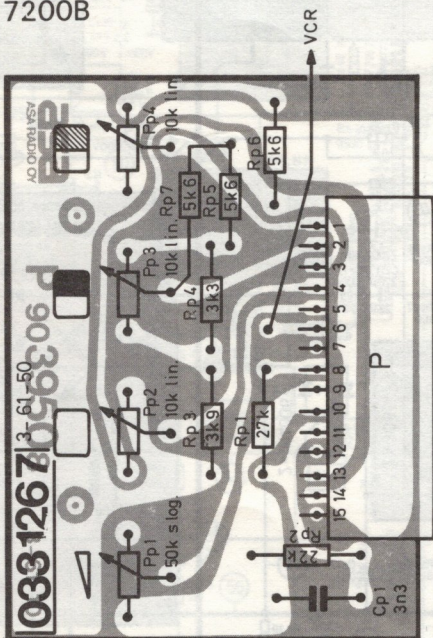 7200B
VCR
ASA RADIO OY
P 9039508
0331267
3-61-50
Pp1
50k s log.
Pp2
10k lin.
Pp3
10k lin.
Pp4
10k lin.
Rp7
5k6
Rp5
5k6
Rp6
5k6
Rp4
3k3
Rp3
3k9
Rp1
27k
Rp2
22k
Cp1
3n3
P
15 14 13 12 11 10 9 8 7 6 5 4 3 2 1